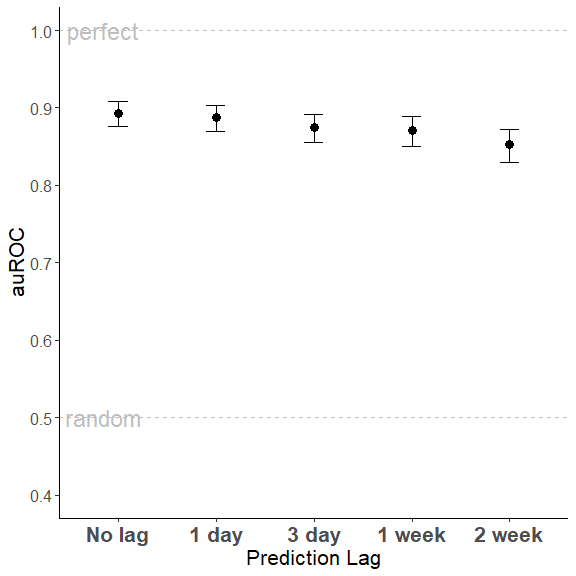 1.0
perfect
0.9
0.8
0.7
0.6
0.5
random
0.4
auROC
No lag 1 day 3 day 1 week 2 week
Prediction Lag